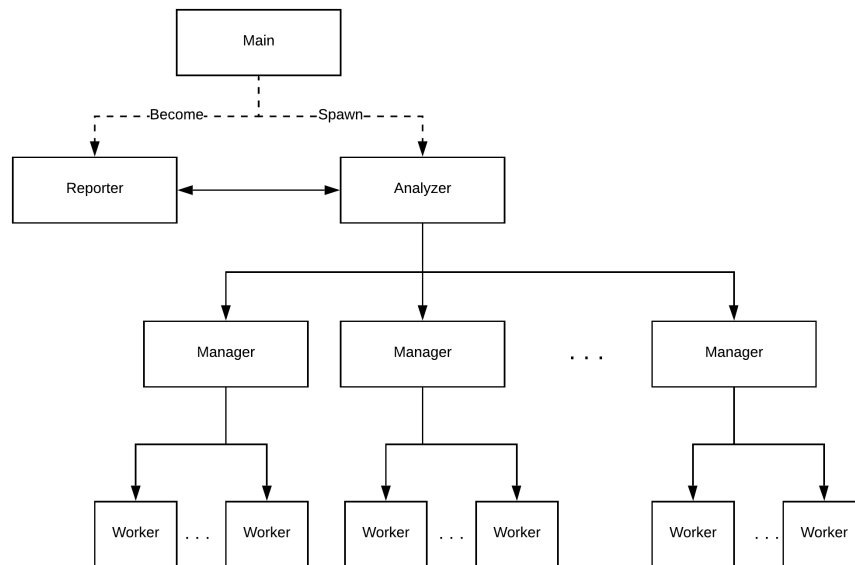 Main
Become
Spawn
Reporter
Analyzer
Manager
Manager
. . .
Manager
Worker
. . .
Worker
Worker
. . .
Worker
Worker
. . .
Worker